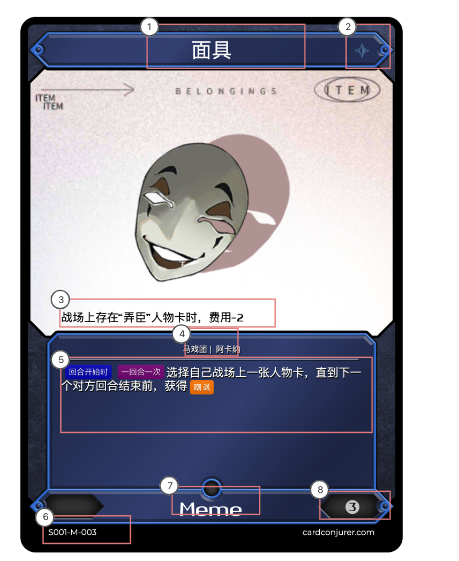 1
2
面具
ITEM
ITEM
BELONGINGS
ITEM
3
战场上存在“弄臣”人物卡时，费用-2
4
马戏团 | 阿卡纳
5
回合开始时 一回合一次 选择自己战场上一张人物卡，直到下一
个对方回合结束前，获得
7
8
Meme
3
6
S001-M-003
cardconjurer.com